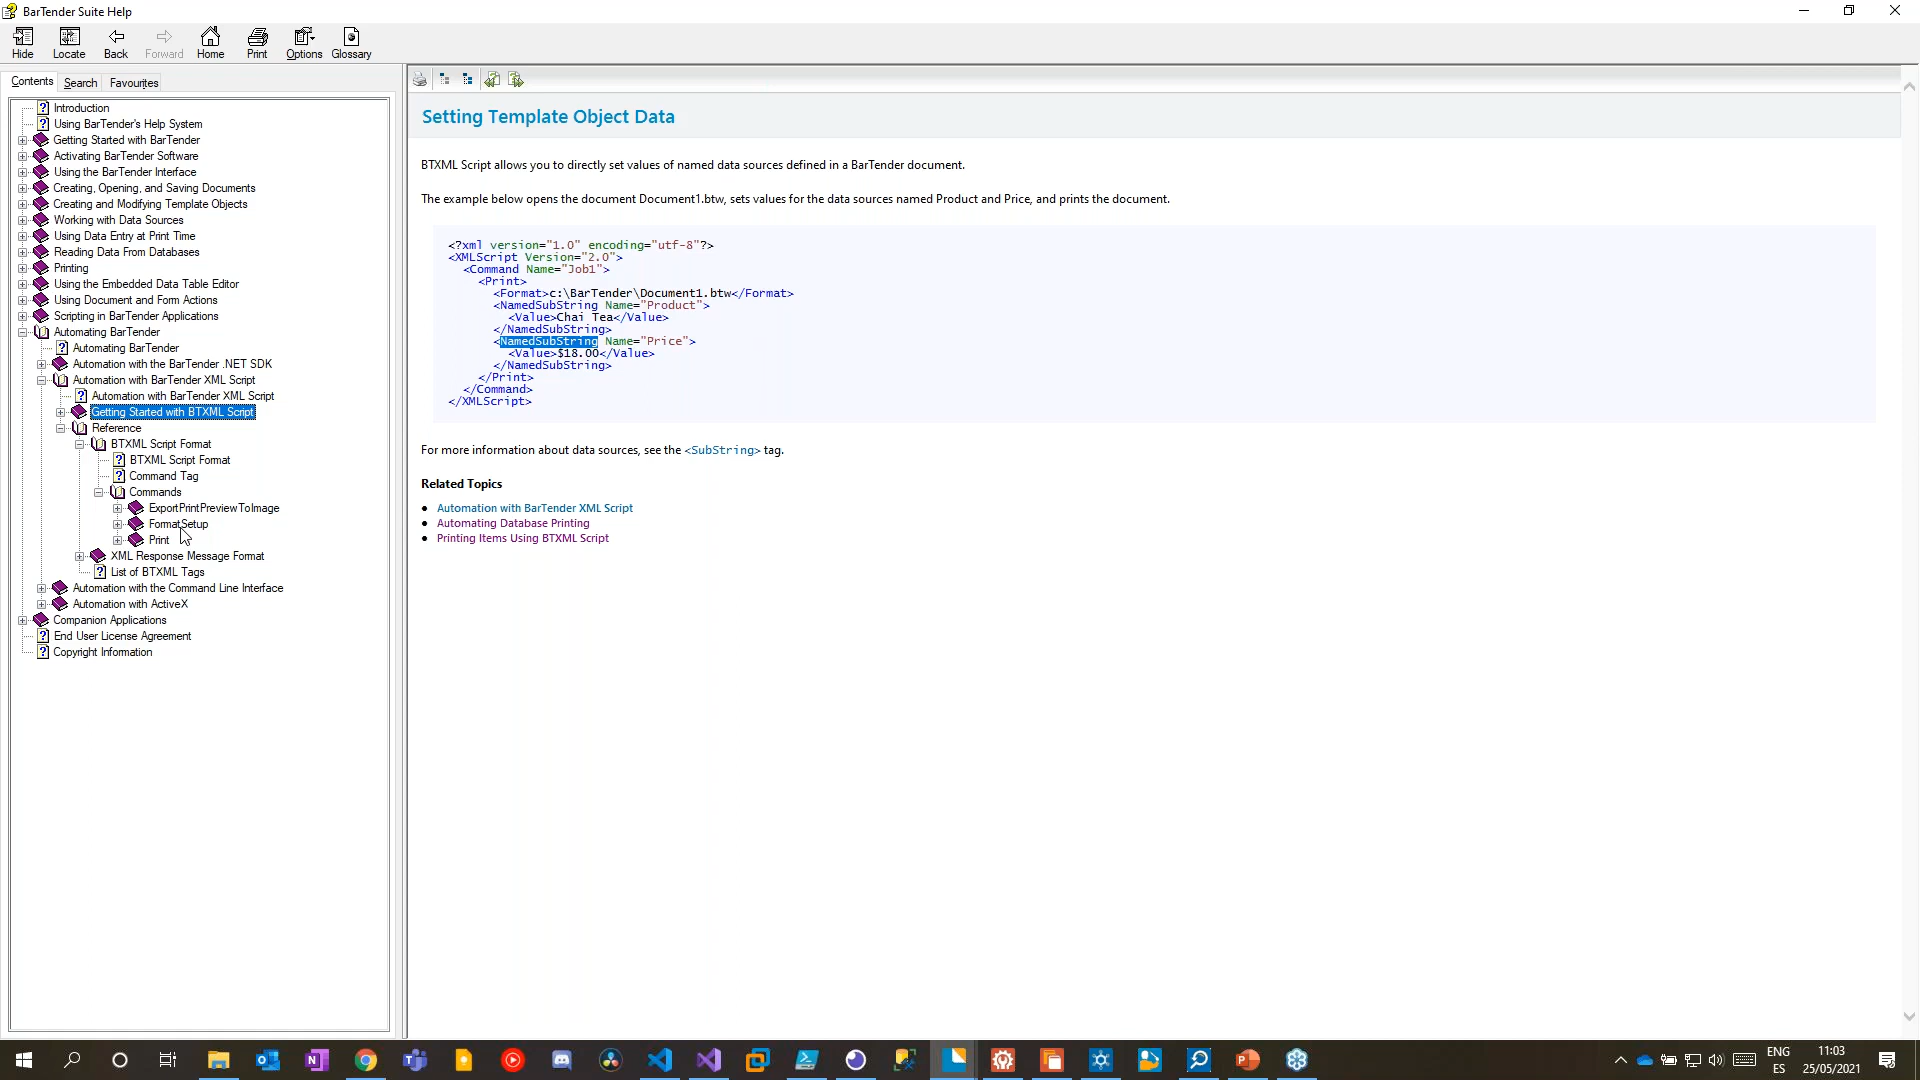 BarTender Suite Help
Hide
Locate
Back
Forward
Home
Print
Options
Glossary
Contents
Search
Favourites
Introduction
Using BarTender's Help System
Getting Started with BarTender
Activating BarTender Software
Using the BarTender Interface
Creating, Opening, and Saving Documents
Creating and Modifying Template Objects
Working with Data Sources
Using Data Entry at Print Time
Reading Data From Databases
Printing
Using the Embedded Data Table Editor
Using Document and Form Actions
Scripting in BarTender Applications
Automating BarTender
Automating BarTender
Automation with the BarTender .NET SDK
Automation with BarTender XML Script
Automation with BarTender XML Script
Getting Started with BTXML Script
Reference
BTXML Script Format
BTXML Script Format
Command Tag
Commands
ExportPrintPreviewToImage
FormatSetup
Print
XML Response Message Format
List of BTXML Tags
Automation with the Command Line Interface
Automation with ActiveX
Companion Applications
End User License Agreement
Copyright Information
Setting Template Object Data
BTXML Script allows you to directly set values of named data sources defined in a BarTender document.
The example below opens the document Document1.btw, sets values for the data sources named Product and Price, and prints the document.
<?xml version="1.0" encoding="utf-8"?>
<XMLScript Version="2.0">
<Command Name="Job1">
<Print>
<Format>c:\BarTender\Document1.btw</Format>
<NamedSubString Name="Product">
<Value>Chai Tea</Value>
</NamedSubString>
<NamedSubString Name="Price">
<Value>$18.00</Value>
</NamedSubString>
</Print>
</Command>
</XMLScript>
For more information about data sources, see the <SubString> tag.
Related Topics
Automation with BarTender XML Script
Automating Database Printing
Printing Items Using BTXML Script
ENG
ES
11:03
25/05/2021